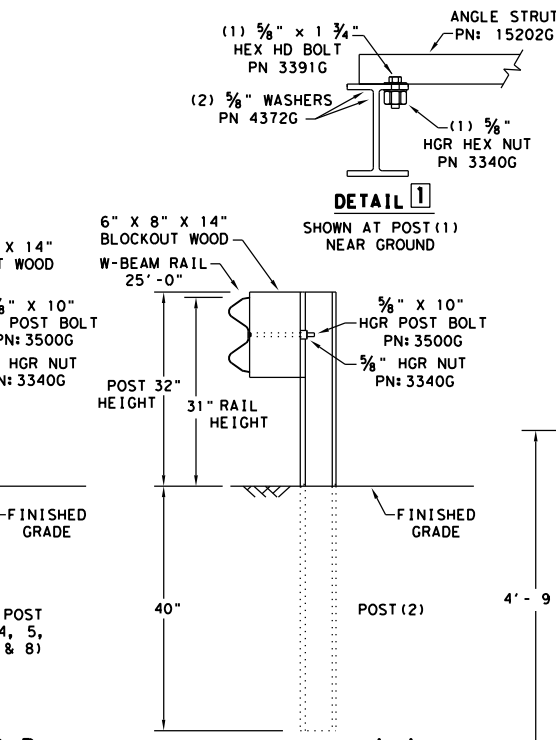 ANGLE STRUT
PN: 15202G
(1) 5/8" x 1 3/4"
HEX HD BOLT
PN 3391G
(2) 5/8" WASHERS
PN 4372G
(1) 5/8"
HGR HEX NUT
PN 3340G
DETAIL 1
SHOWN AT POST(1)
NEAR GROUND
6" X 8" X 14"
BLOCKOUT WOOD
W-BEAM RAIL
25'-0"
X 14"
WOOD
8" X 10"
POST BOLT
PN: 3500G
HGR NUT
N: 3340G
5/8" X 10"
HGR POST BOLT
PN: 3500G
5/8" HGR NUT
PN: 3340G
POST 32"
HEIGHT
31" RAIL
HEIGHT
FINISHED
GRADE
FINISHED
GRADE
40"
POST(2)
4'- 9
POST
4, 5,
& 8)